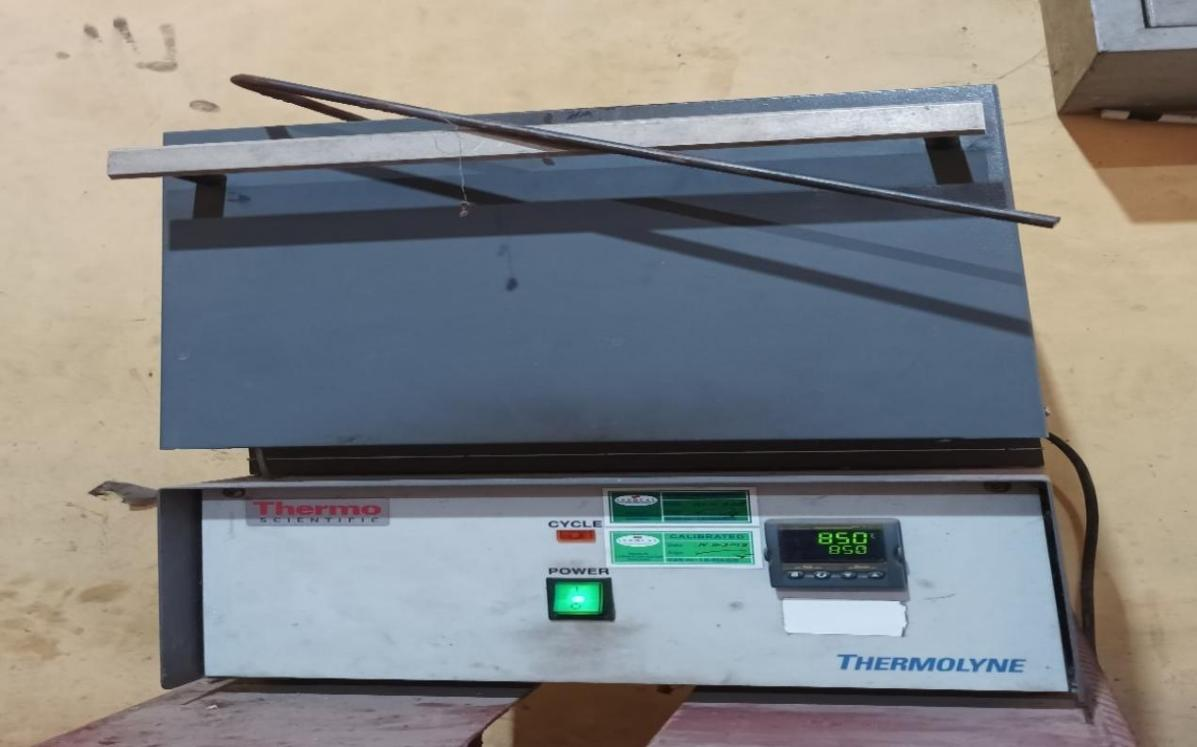 Thermo
SCIENTIFIC
CYCLE
CALIBRATED
POWER
850
850
THERMOLYNE